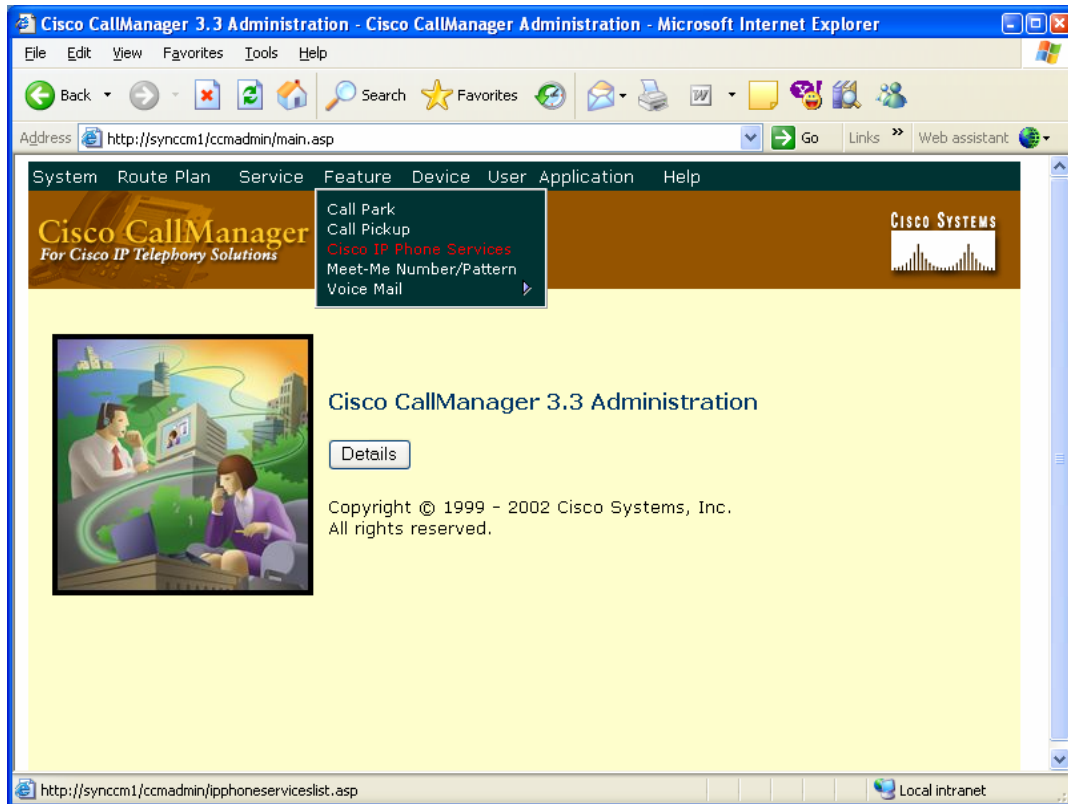 Cisco CallManager 3.3 Administration - Cisco CallManager Administration - Microsoft Internet Explorer
File Edit View Favorites Tools Help
Back Search Favorites
Address http://synccm1/ccmadmin/main.asp Go Links » Web assistant
System Route Plan Service Feature Device User Application Help
Cisco CallManager
For Cisco IP Telephony Solutions
Call Park
Call Pickup
Cisco IP Phone Services
Meet-Me Number/Pattern
Voice Mail
CISCO SYSTEMS
Cisco CallManager 3.3 Administration
Details
Copyright © 1999 - 2002 Cisco Systems, Inc.
All rights reserved.
http://synccm1/ccmadmin/ipphoneserviceslist.asp Local intranet